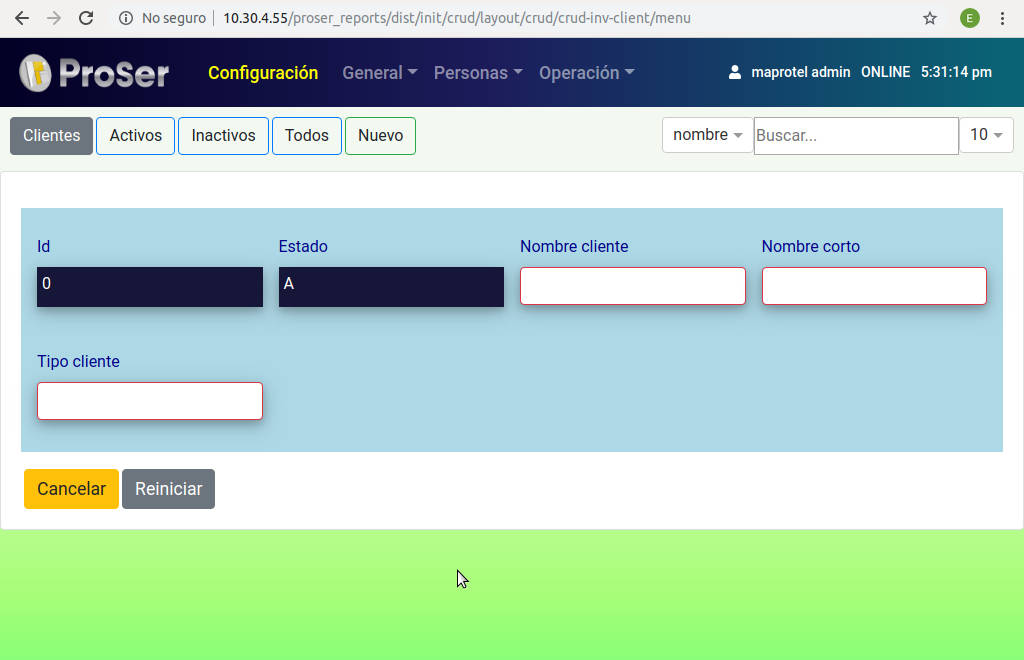 No seguro | 10.30.4.55/proser_reports/dist/init/crud/layout/crud/crud-inv-client/menu E
ProSer Configuración General Personas Operación maprotel admin ONLINE 5:31:14 pm
Clientes Activos Inactivos Todos Nuevo nombre Buscar... 10
Id Estado Nombre cliente Nombre corto
0 A
Tipo cliente
Cancelar Reiniciar